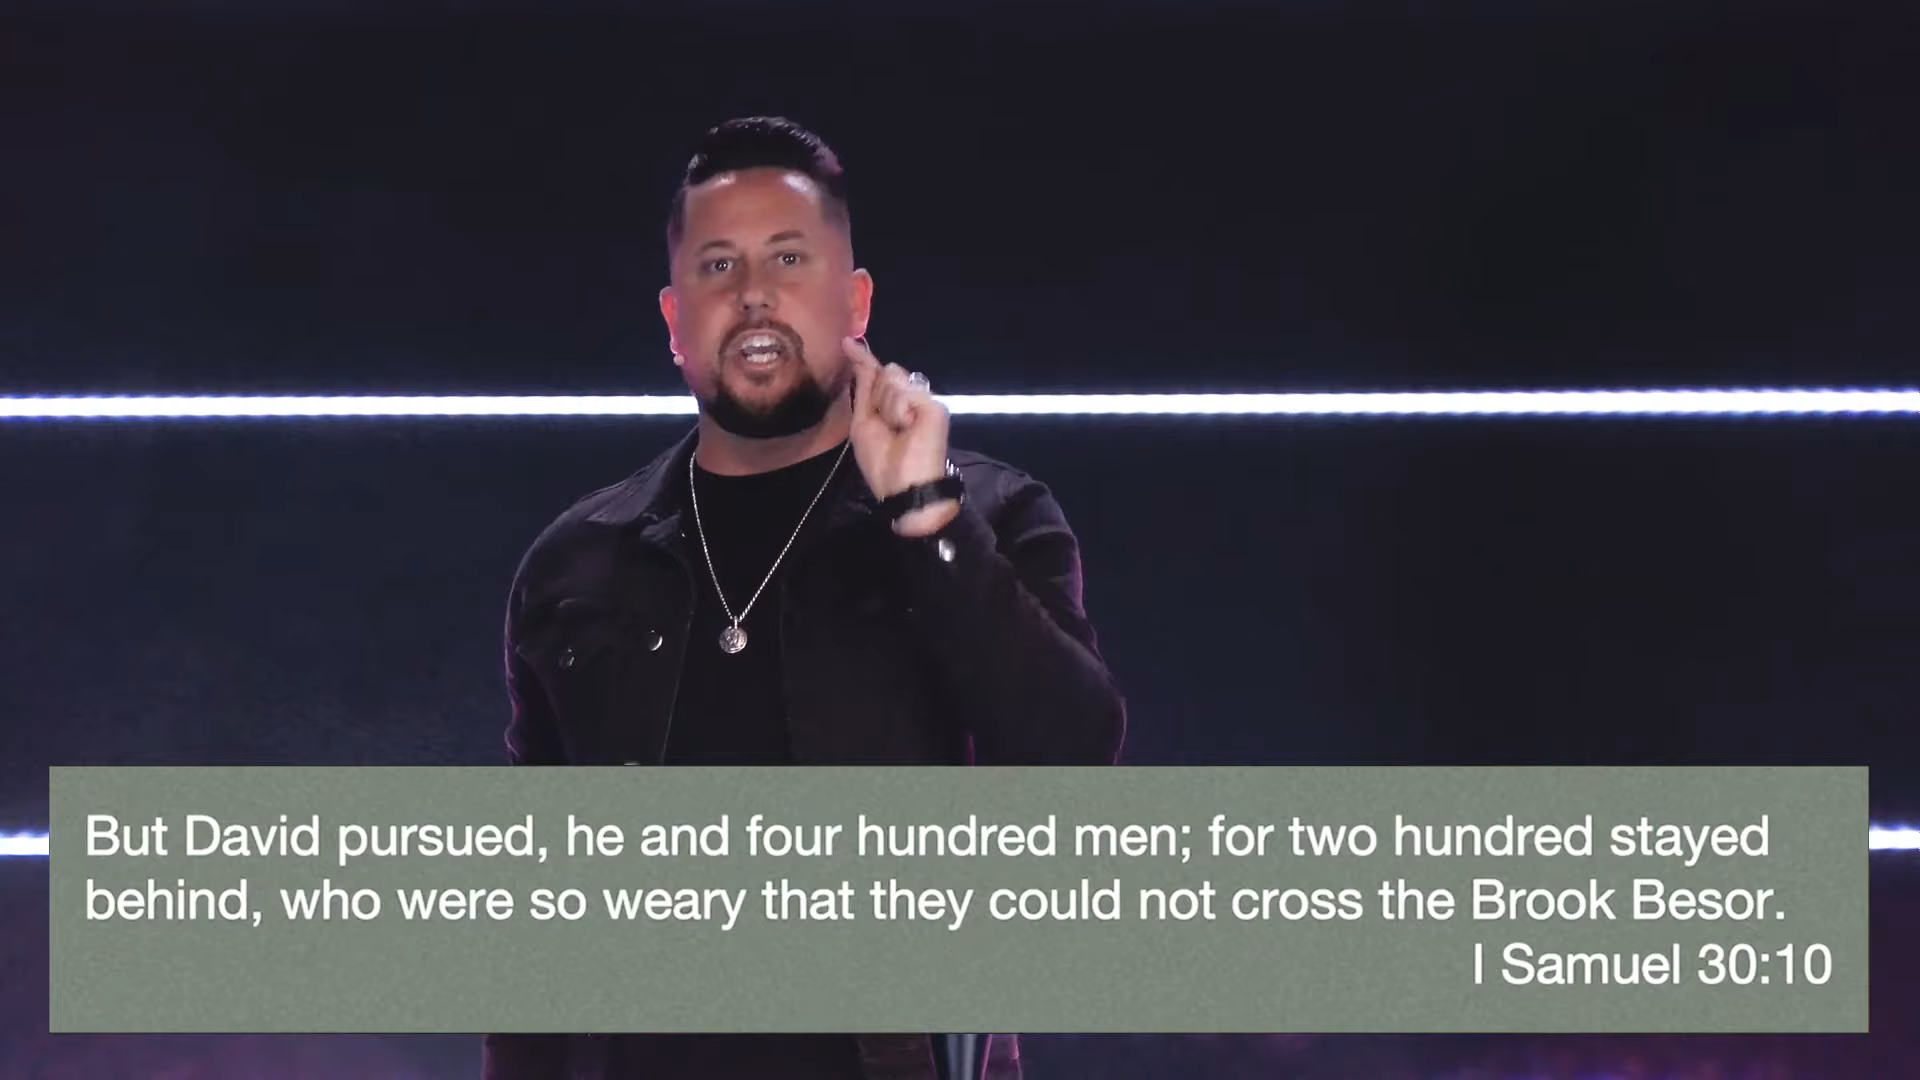 But David pursued, he and four hundred men; for two hundred stayed
behind, who were so weary that they could not cross the Brook Besor.
I Samuel 30:10